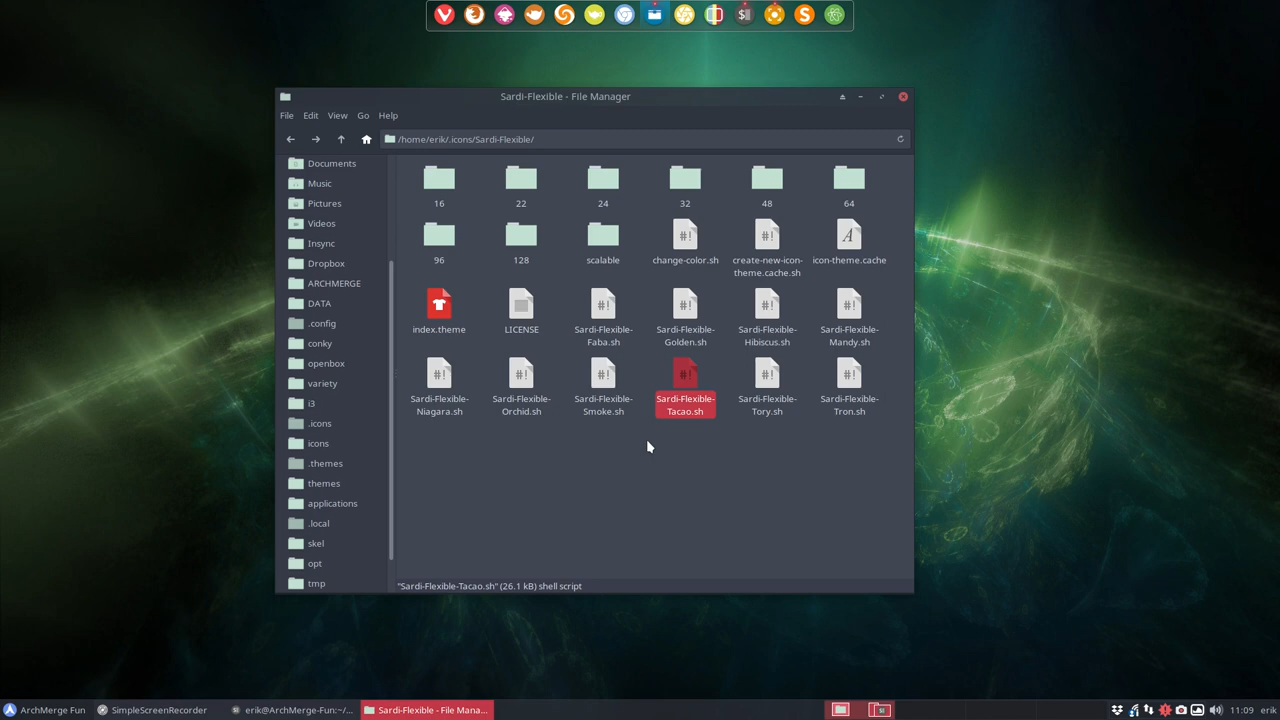 Sardi-Flexible - File Manager
File Edit View Go Help
/home/erik/.icons/Sardi-Flexible/
Documents
Music
Pictures
Videos
Insync
Dropbox
ARCHMERGE
DATA
.config
conky
openbox
variety
i3
.icons
icons
.themes
themes
applications
.local
skel
opt
tmp
16 22 24 32 48 64
96 128 scalable change-color.sh create-new-icon- icon-theme.cache
theme.cache.sh
index.theme LICENSE Sardi-Flexible- Sardi-Flexible- Sardi-Flexible- Sardi-Flexible-
Faba.sh Golden.sh Hibiscus.sh Mandy.sh
Sardi-Flexible- Sardi-Flexible- Sardi-Flexible- Sardi-Flexible- Sardi-Flexible- Sardi-Flexible-
Niagara.sh Orchid.sh Smoke.sh Tacao.sh Tory.sh Tron.sh
"Sardi-Flexible-Tacao.sh" (26.1 kB) shell script
ArchMerge Fun SimpleScreenRecorder erik@ArchMerge-Fun:~/... Sardi-Flexible - File Mana... 11:09 erik